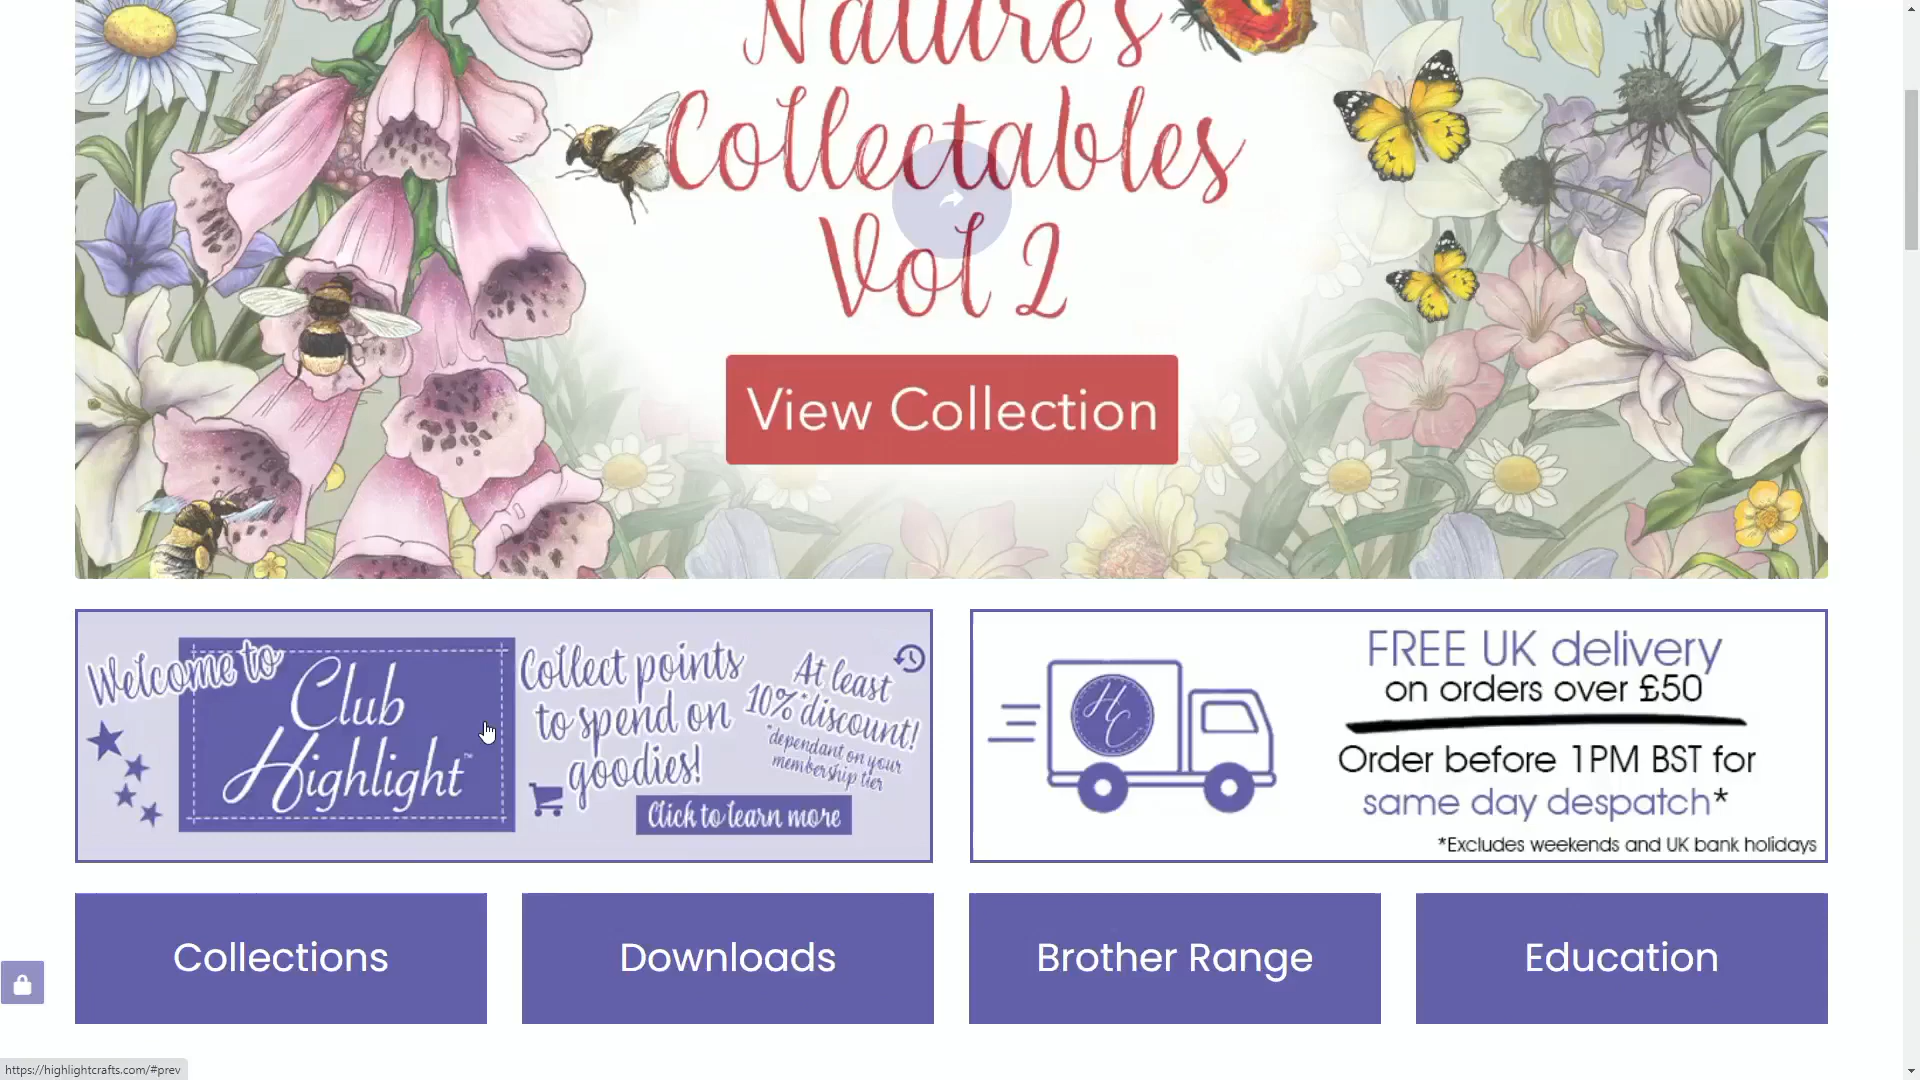 Nature's
Collectables
Vol 2
View Collection
Welcome to
Club
Highlight™
Collect points
to spend on
goodies!
At least
10% discount!
*dependant on your
membership tier
Click to learn more
HC
FREE UK delivery
on orders over £50
Order before 1PM BST for
same day despatch*
*Excludes weekends and UK bank holidays
Collections
Downloads
Brother Range
Education
https://highlightcrafts.com/#prev